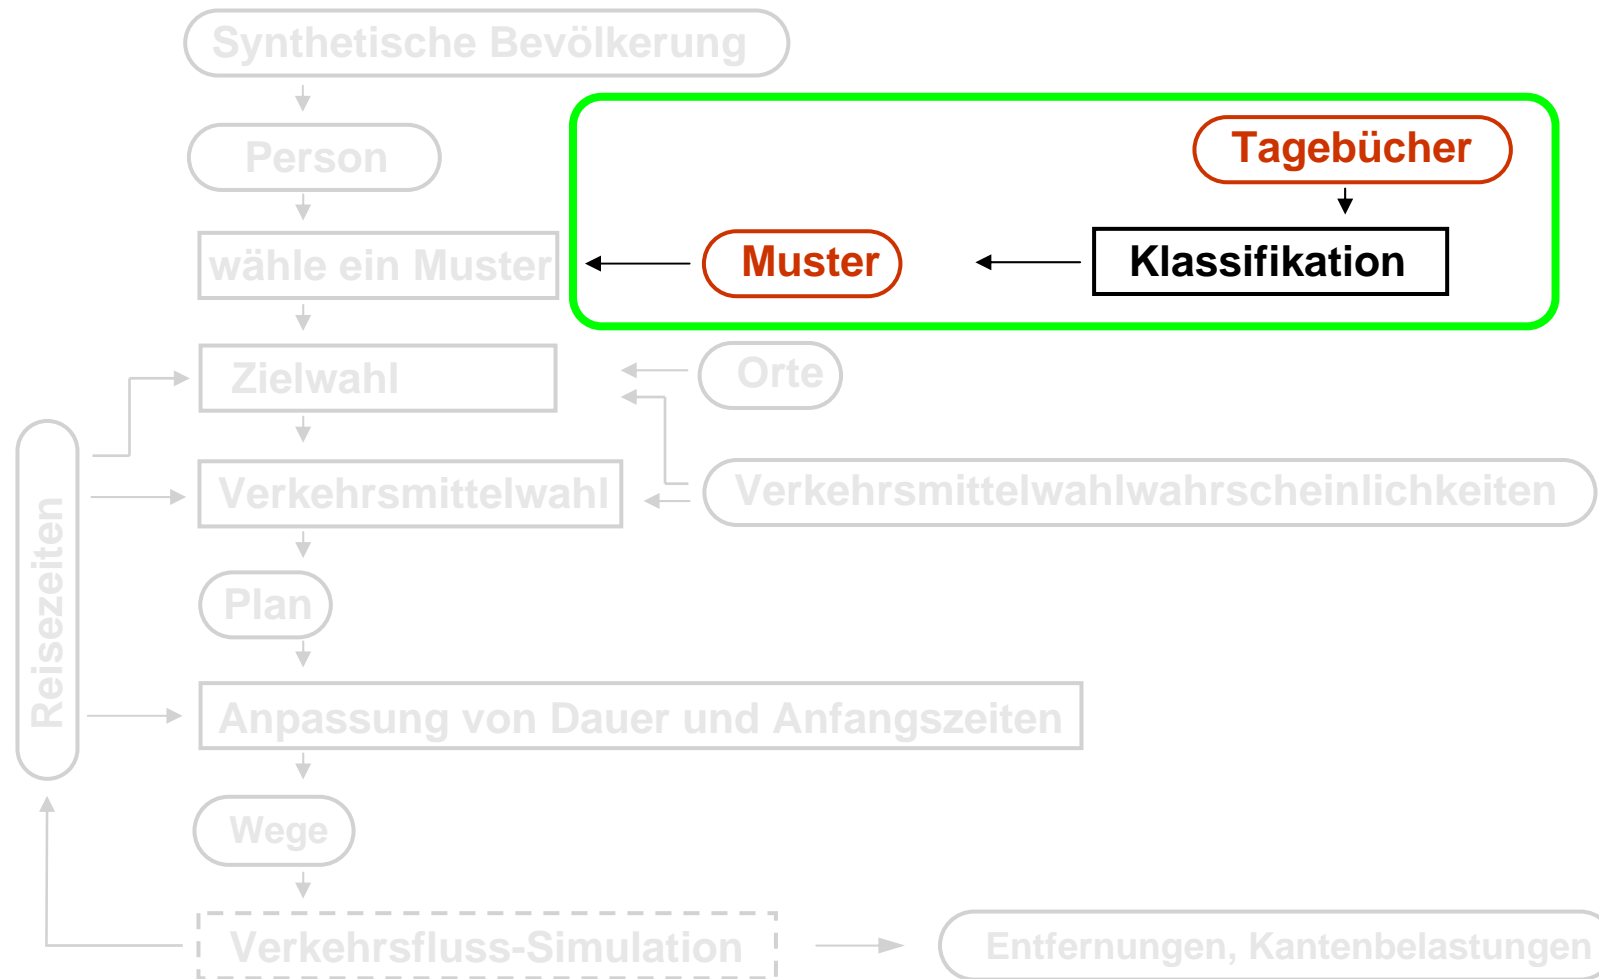 Synthetische Bevölkerung
Person
Tagebücher
wähle ein Muster
Muster
Klassifikation
Zielwahl
Orte
Verkehrsmittelwahl
Verkehrsmittelwahlwahrscheinlichkeiten
Reisezeiten
Plan
Anpassung von Dauer und Anfangszeiten
Wege
Verkehrsfluss-Simulation
Entfernungen, Kantenbelastungen